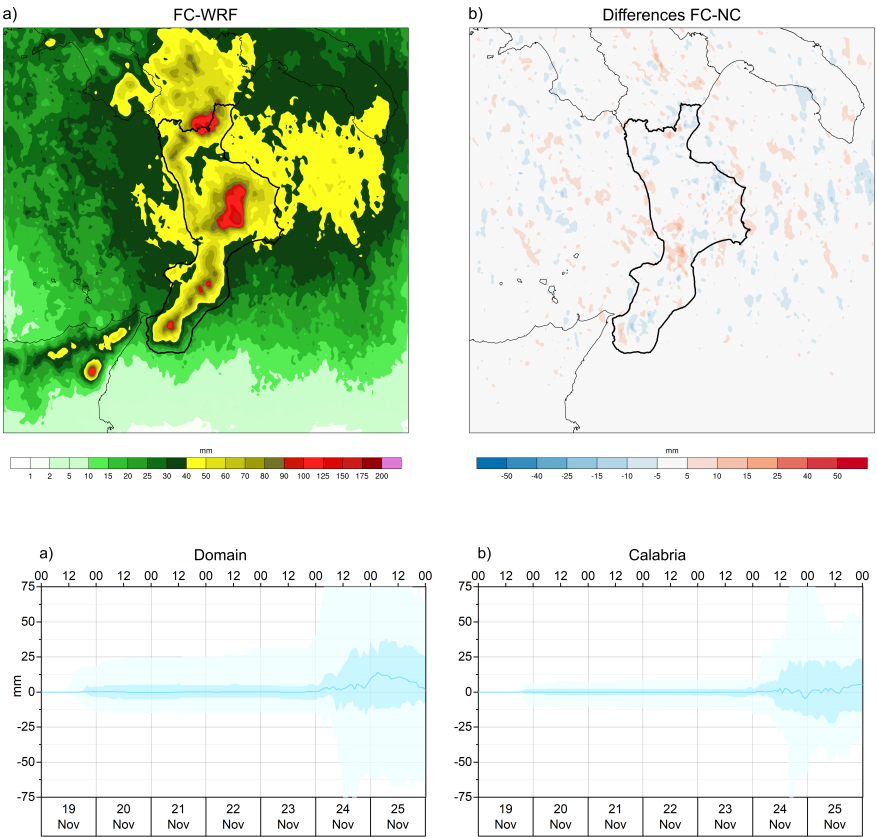 a) FC-WRF
b) Differences FC-NC
mm
1 2 5 10 15 20 25 30 40 50 60 70 80 90 100 125 150 175 200
mm
-50 -40 -25 -15 -10 -5 5 10 15 25 40 50
a) Domain
00 12 00 12 00 12 00 12 00 12 00 12 00 12 00
75
50
25
0
-25
-50
-75
mm
19 20 21 22 23 24 25
Nov Nov Nov Nov Nov Nov Nov
b) Calabria
00 12 00 12 00 12 00 12 00 12 00 12 00 12 00
75
50
25
0
-25
-50
-75
19 20 21 22 23 24 25
Nov Nov Nov Nov Nov Nov Nov